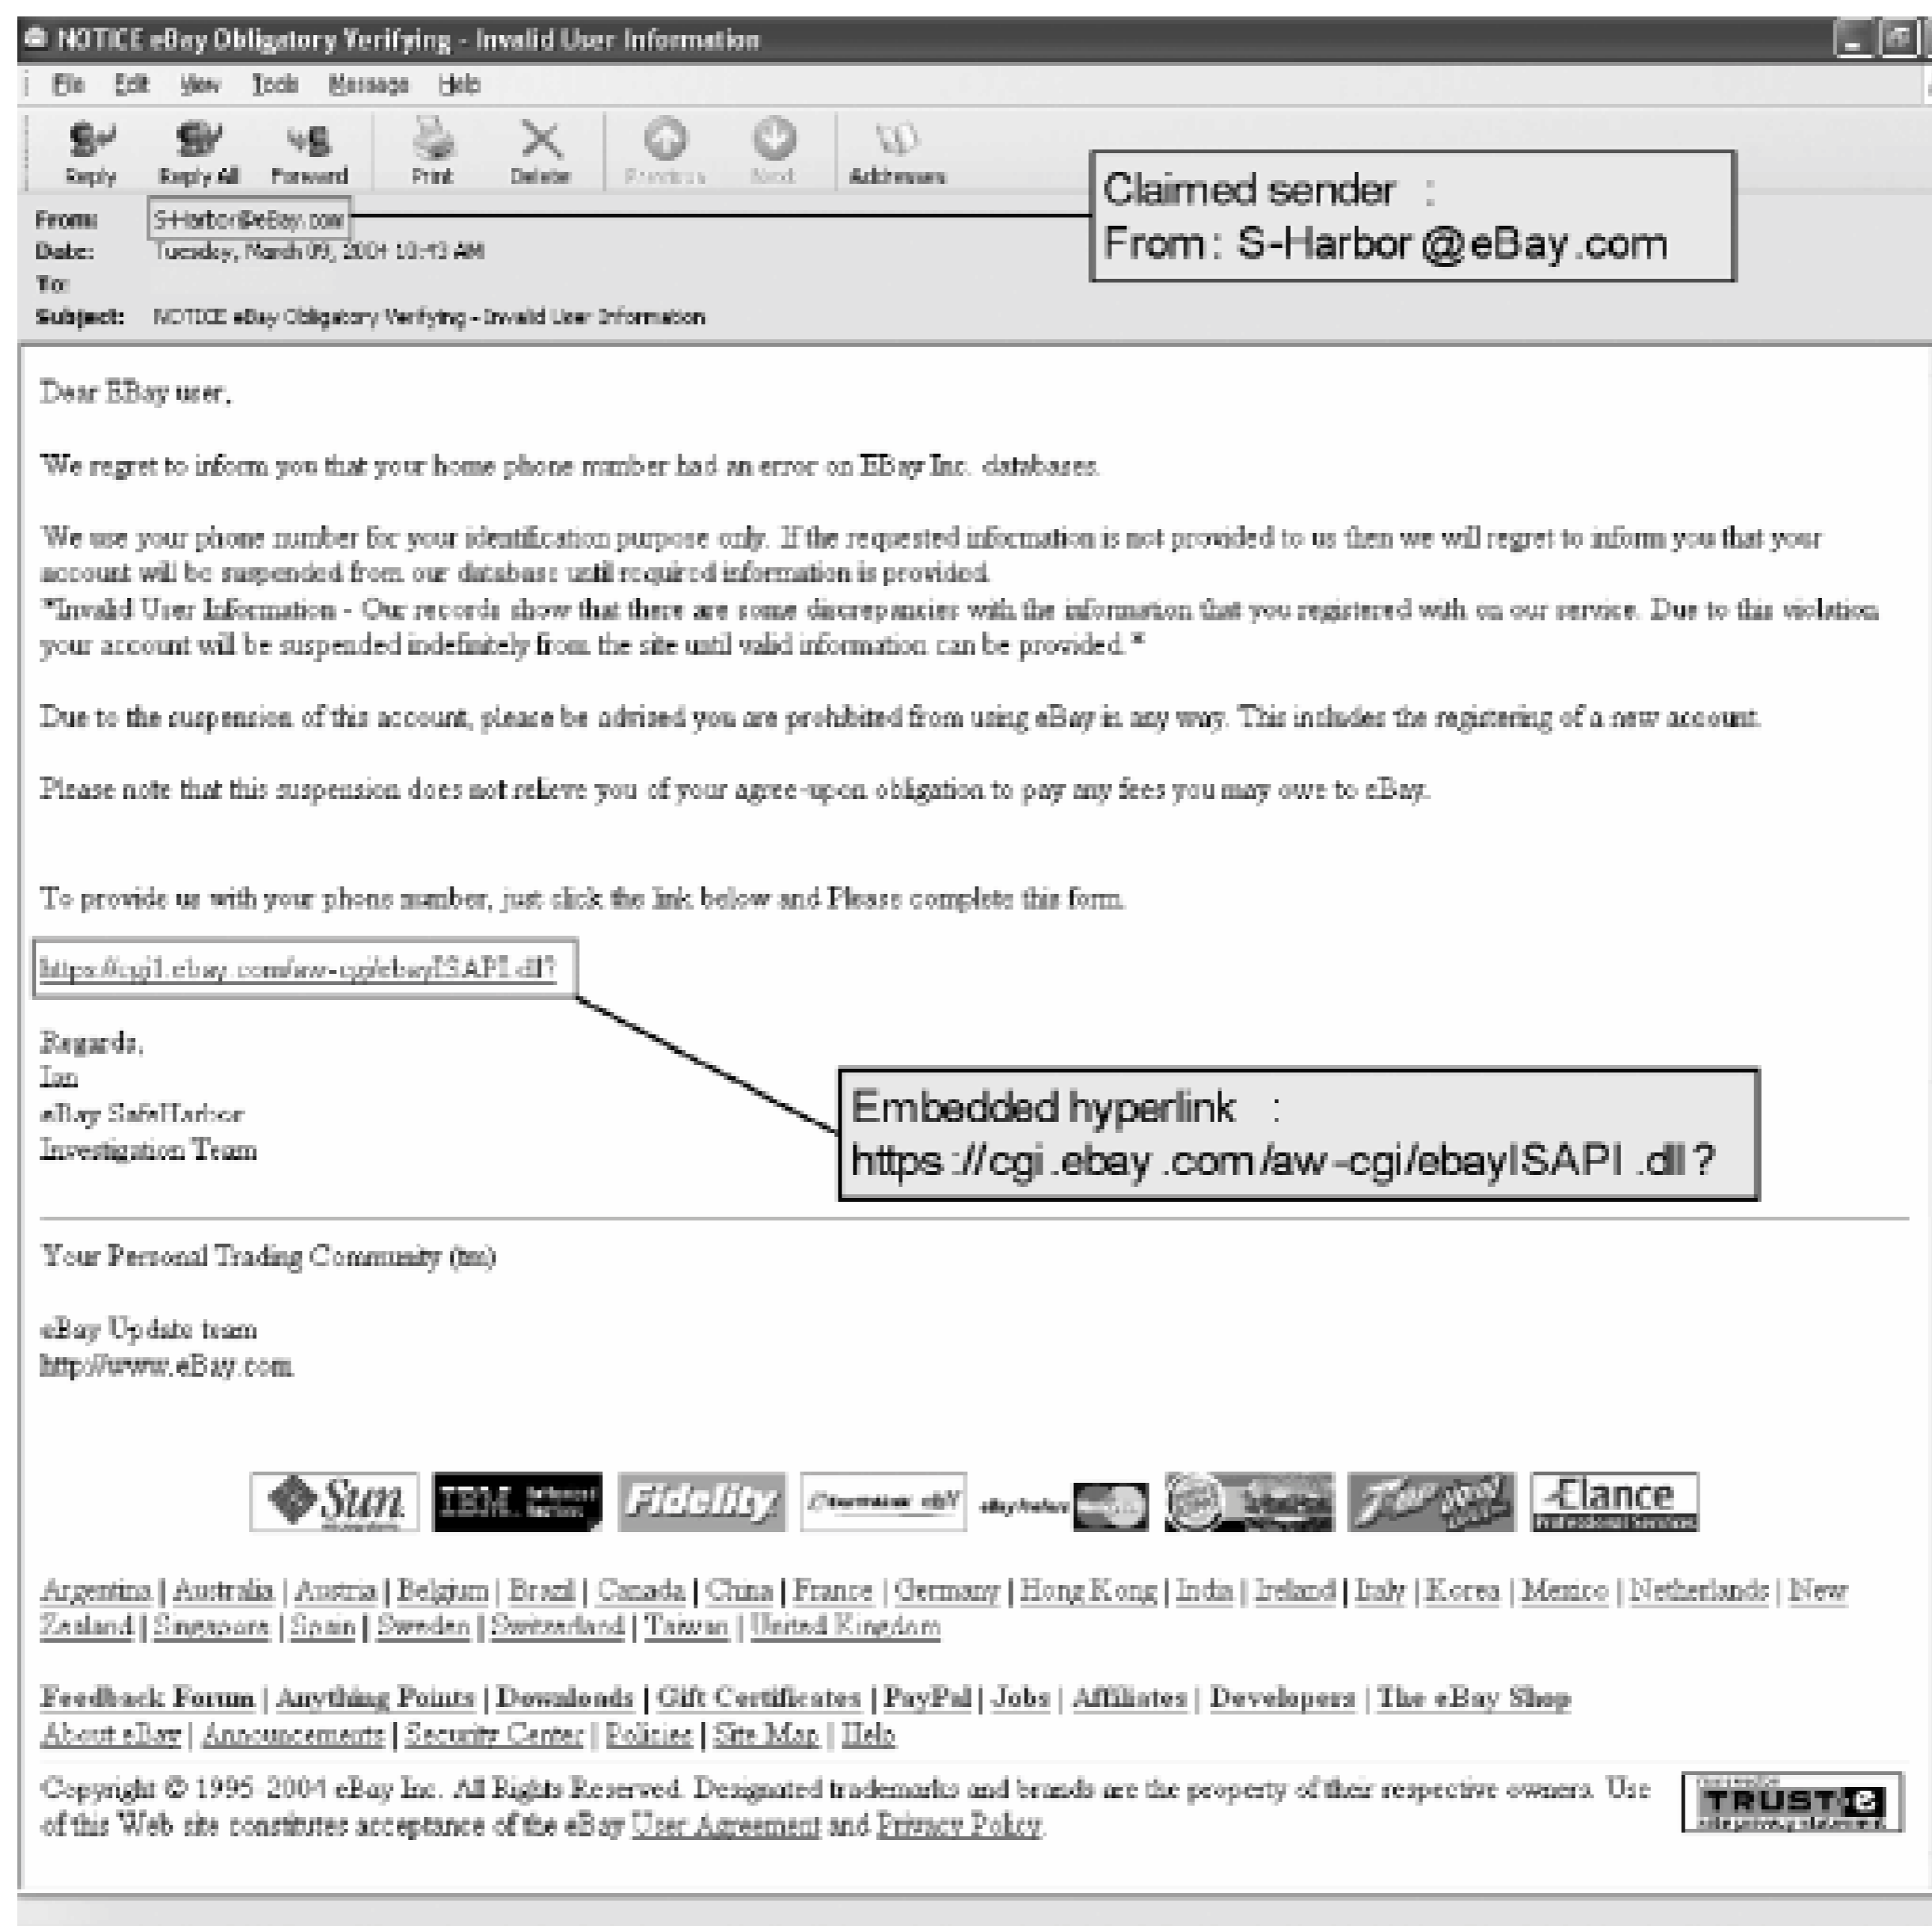 NOTICE eBay Obligatory Verifying - Invalid User Information
File Edit View Tools Message Help
Reply Reply All Forward Print Delete Previous Next Addresses
Claimed sender :
From: S-Harbor@eBay.com
From: S-Harbor@eBay.com
Date: Tuesday, March 09, 2004 10:43 AM
To:
Subject: NOTICE eBay Obligatory Verifying - Invalid User Information
Dear EBay user,
We regret to inform you that your home phone number had an error on EBay Inc. databases.
We use your phone number for your identification purpose only. If the requested information is not provided to us then we will regret to inform you that your
account will be suspended from our database until required information is provided.
*Invalid User Information - Our records show that there are some discrepancies with the information that you registered with on our service. Due to this violation
your account will be suspended indefinitely from the site until valid information can be provided.*
Due to the suspension of this account, please be advised you are prohibited from using eBay in any way. This includes the registering of a new account.
Please note that this suspension does not relieve you of your agree-upon obligation to pay any fees you may owe to eBay.
To provide us with your phone number, just click the link below and Please complete this form.
https://cgi1.ebay.com/aw-cgi/ebayISAPI.dll?
Regards,
Ian
eBay SafeHarbor
Investigation Team
Embedded hyperlink :
https://cgi.ebay.com/aw-cgi/ebayISAPI.dll?
Your Personal Trading Community (tm)
eBay Update team
http://www.eBay.com
Sun IBM Fidelity Elance
Professional Services
Argentina | Australia | Austria | Belgium | Brazil | Canada | China | France | Germany | Hong Kong | India | Ireland | Italy | Korea | Mexico | Netherlands | New
Zealand | Singapore | Spain | Sweden | Switzerland | Taiwan | United Kingdom
Feedback Forum | Anything Points | Downloads | Gift Certificates | PayPal | Jobs | Affiliates | Developers | The eBay Shop
About eBay | Announcements | Security Center | Policies | Site Map | Help
Copyright © 1995-2004 eBay Inc. All Rights Reserved. Designated trademarks and brands are the property of their respective owners. Use
of this Web site constitutes acceptance of the eBay User Agreement and Privacy Policy.
TRUST e
site privacy statement